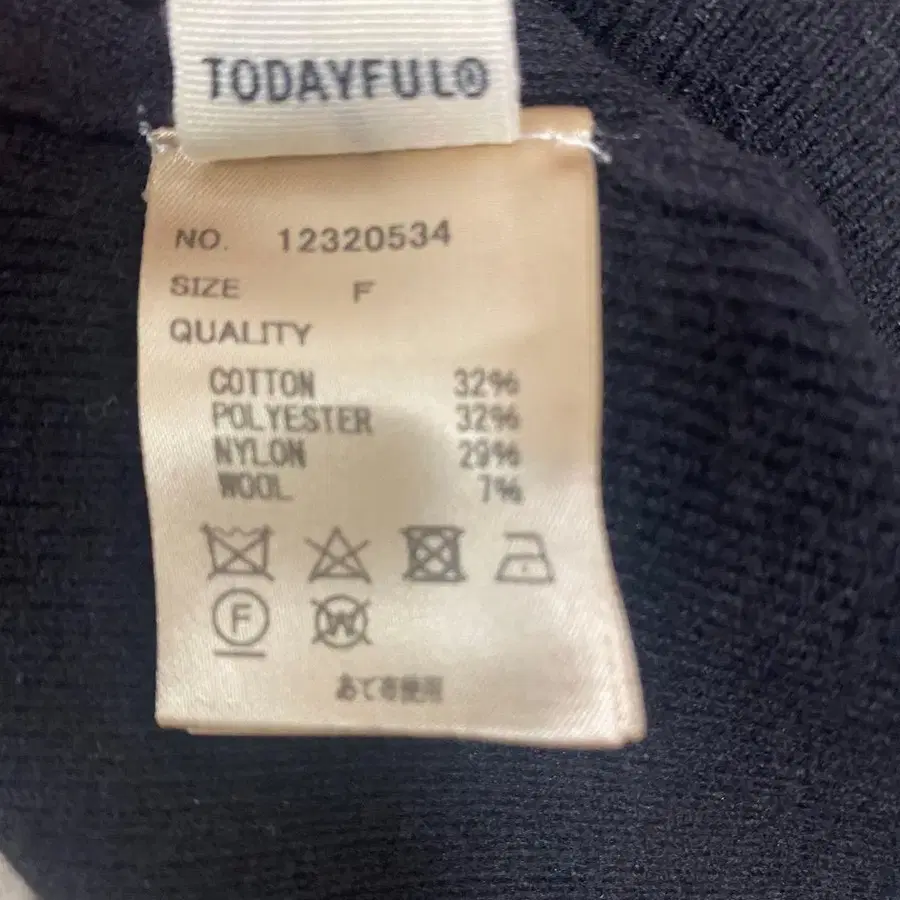 TODAYFUL®
NO. 12320534
SIZE F
QUALITY
COTTON 32%
POLYESTER 32%
NYLON 29%
WOOL 7%
F W
あて布使用